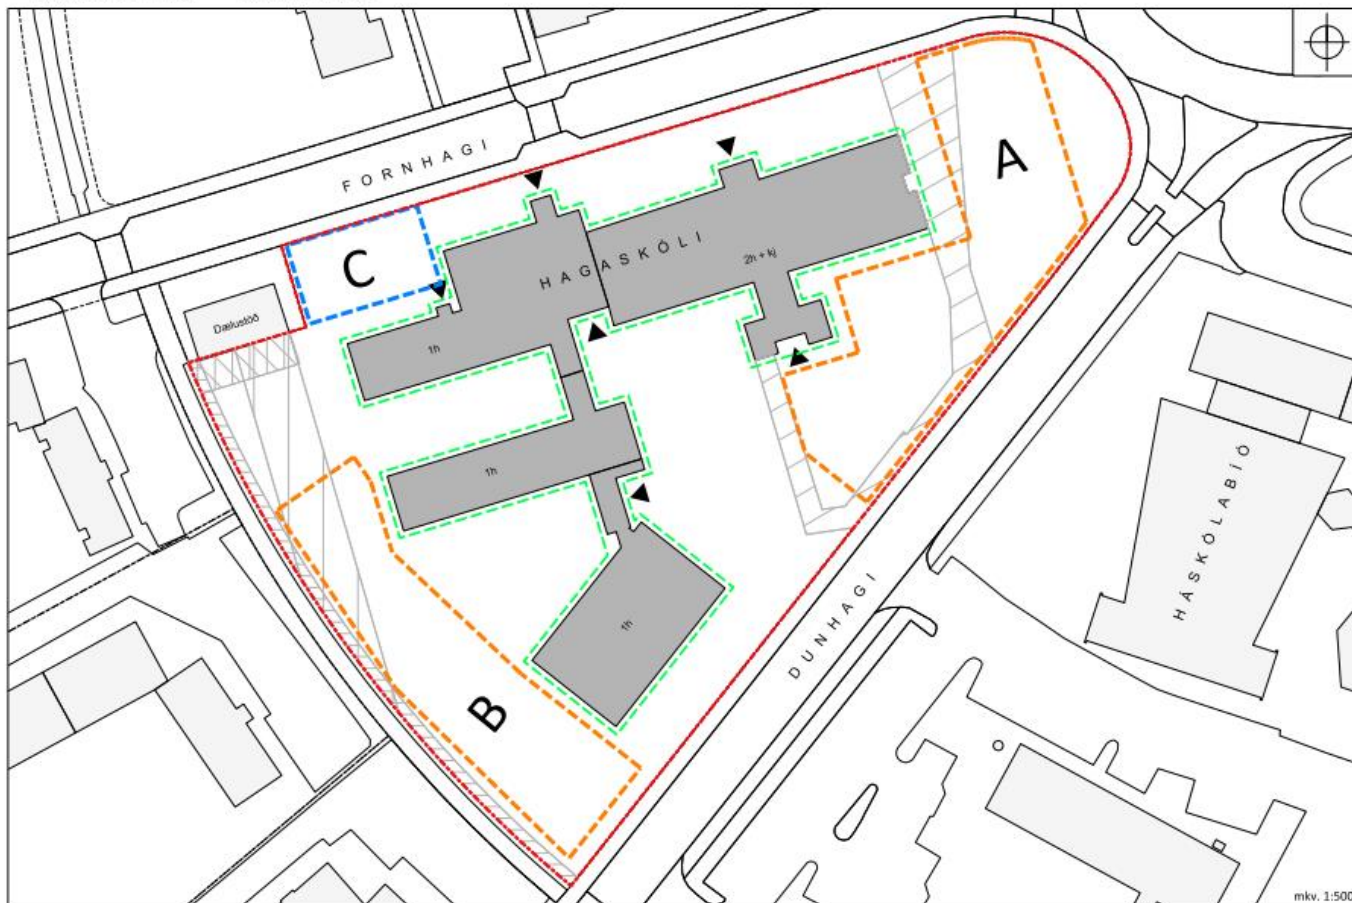 FORNHAGI
A
C
HAGASKÓLI
2h + kj
Dælustöð
1h
1h
HÁSKÓLABÍÓ
1h
DUNHAGI
B
mkv. 1:500